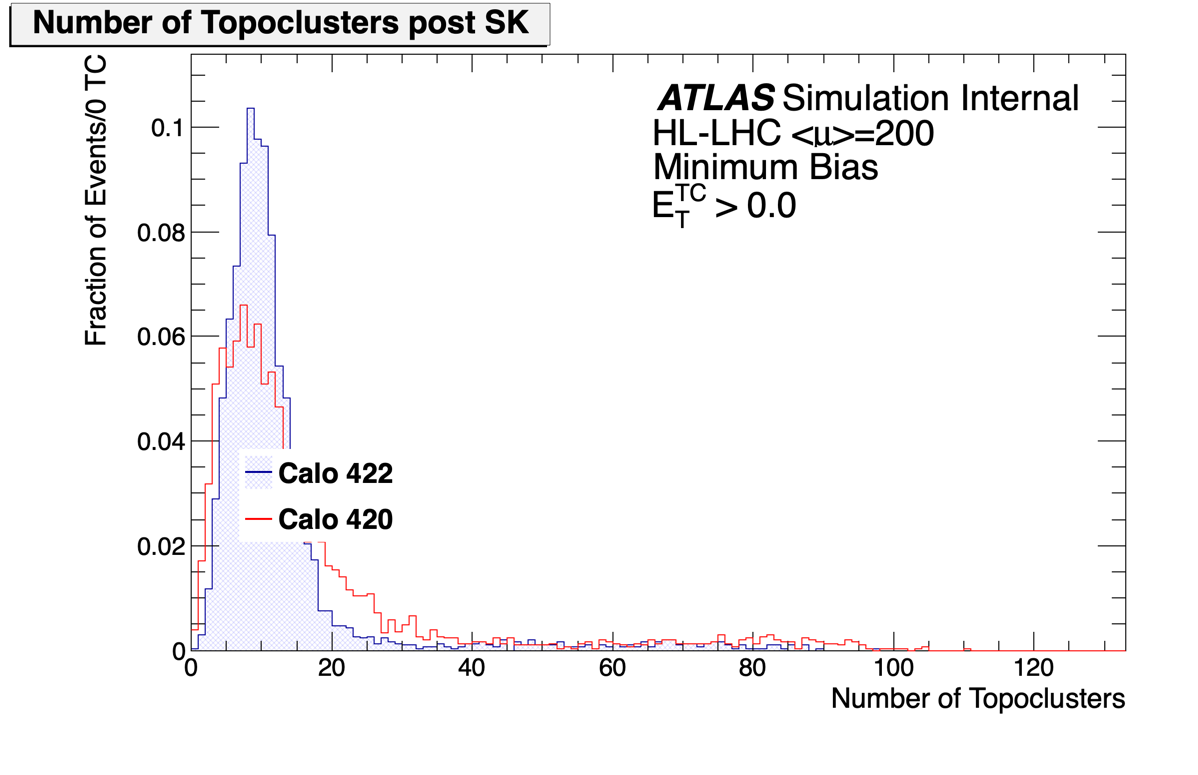 Number of Topoclusters post SK
Fraction of Events/0 TC
ATLAS Simulation Internal
HL-LHC <μ>=200
Minimum Bias
E_T^TC > 0.0
0.1
0.08
0.06
0.04
0.02
0
Calo 422
Calo 420
0 20 40 60 80 100 120
Number of Topoclusters